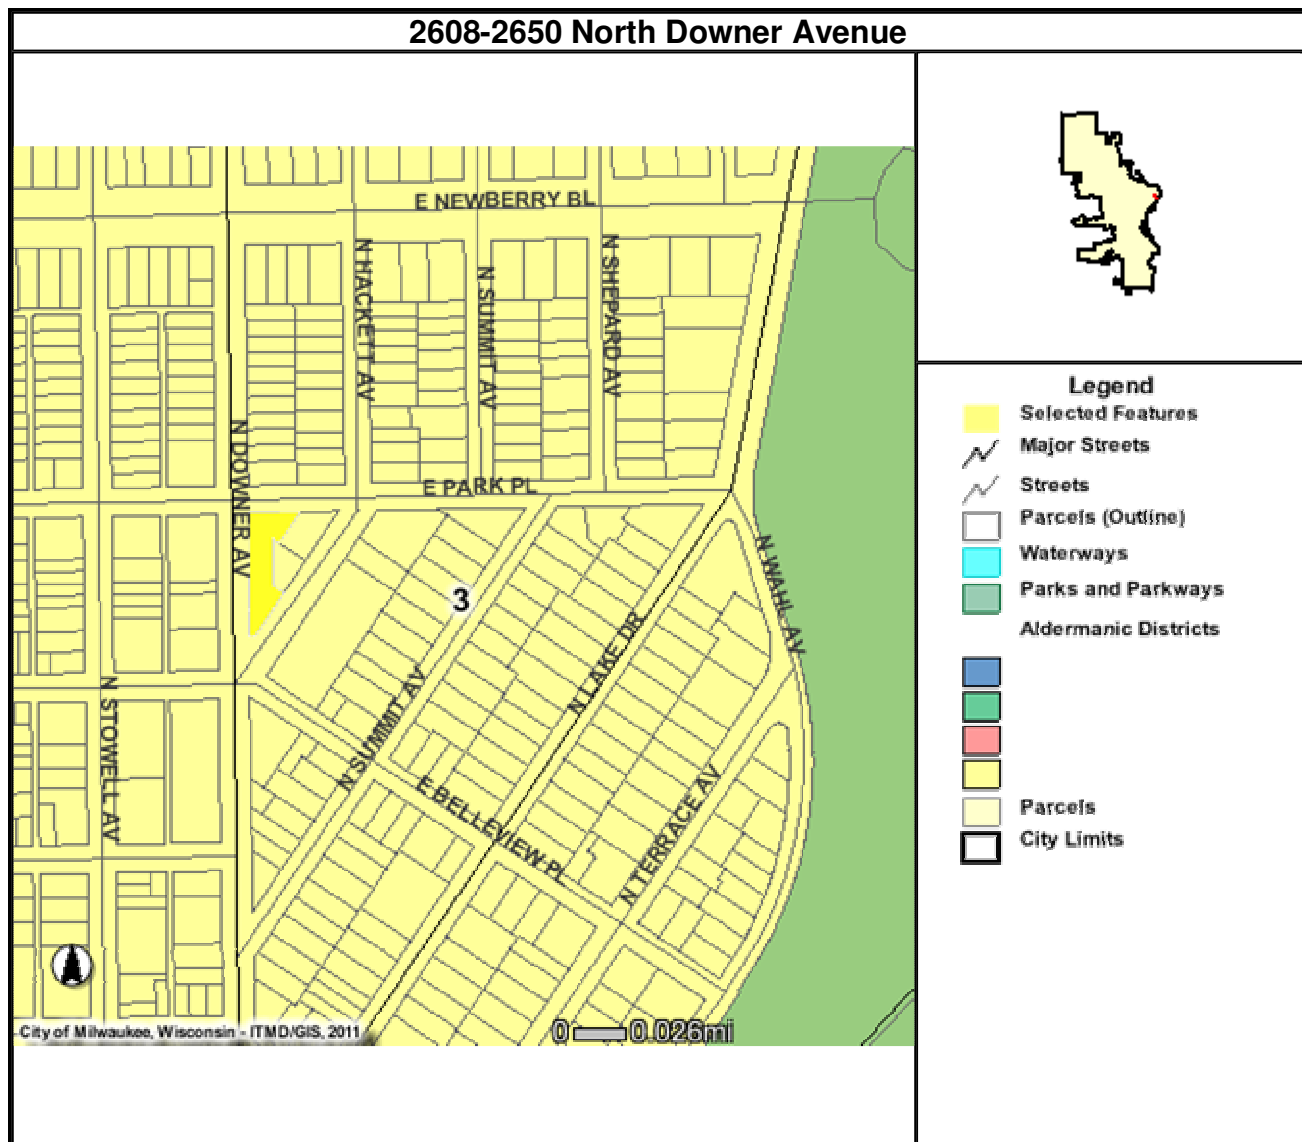 2608-2650 North Downer Avenue
E NEWBERRY BL
N HACKETT AV
N SUMMIT AV
N SHEPARD AV
N DOWNER AV
E PARK PL
N WAHL AV
3
N LAKE DR
N SUMMIT AV
N STOWELL AV
E BELLEVIEW PL
N TERRACE AV
City of Milwaukee, Wisconsin - ITMD/GIS, 2011
0 0.026mi
Legend
Selected Features
Major Streets
Streets
Parcels (Outline)
Waterways
Parks and Parkways
Aldermanic Districts
Parcels
City Limits